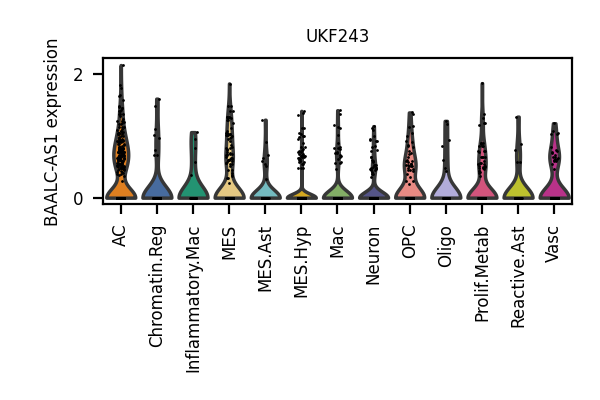 UKF243
BAALC-AS1 expression
2
0
AC
Chromatin.Reg
Inflammatory.Mac
MES
MES.Ast
MES.Hyp
Mac
Neuron
OPC
Oligo
Prolif.Metab
Reactive.Ast
Vasc